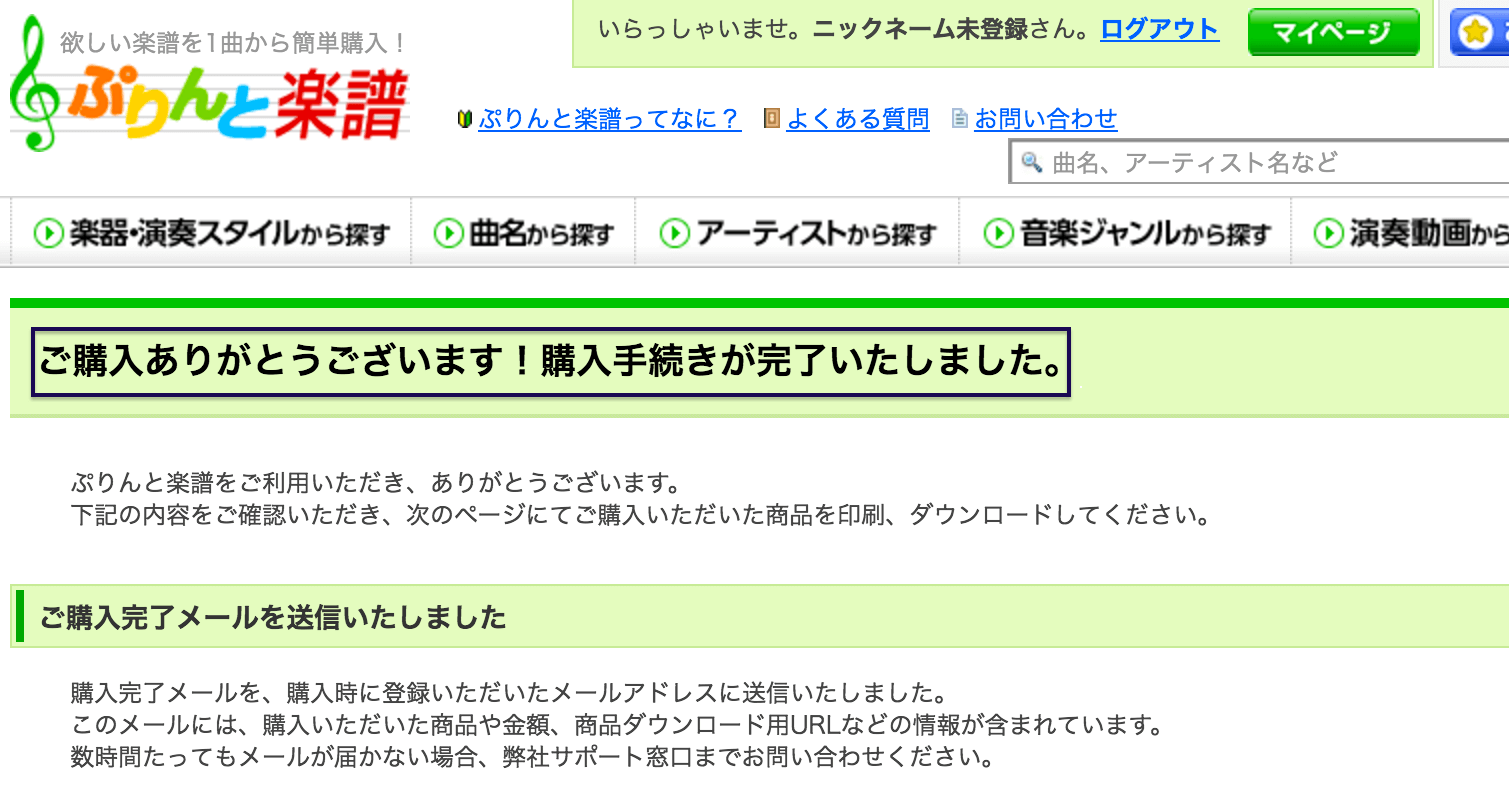 欲しい楽譜を1曲から簡単購入！
ぷりんと楽譜
いらっしゃいませ。ニックネーム未登録さん。 ログアウト
マイページ
ぷりんと楽譜ってなに？ よくある質問 お問い合わせ
曲名、アーティスト名など
楽器・演奏スタイルから探す 曲名から探す アーティストから探す 音楽ジャンルから探す 演奏動画から
ご購入ありがとうございます！購入手続きが完了いたしました。
ぷりんと楽譜をご利用いただき、ありがとうございます。
下記の内容をご確認いただき、次のページにてご購入いただいた商品を印刷、ダウンロードしてください。
ご購入完了メールを送信いたしました
購入完了メールを、購入時に登録いただいたメールアドレスに送信いたしました。
このメールには、購入いただいた商品や金額、商品ダウンロード用URLなどの情報が含まれています。
数時間たってもメールが届かない場合、弊社サポート窓口までお問い合わせください。